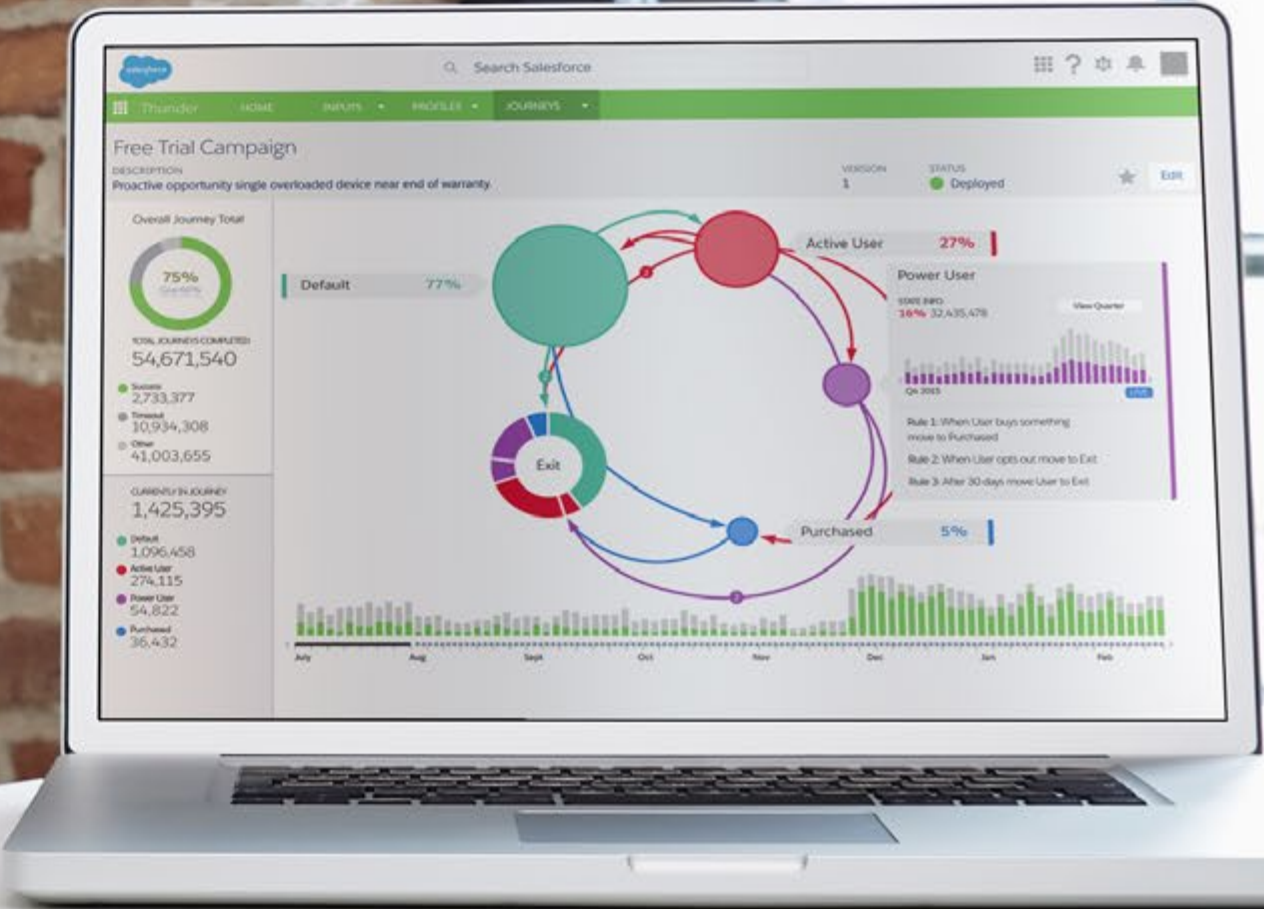 salesforce
Search Salesforce
Thunder HOME INPUTS PROFILES JOURNEYS
Free Trial Campaign
DESCRIPTION
Proactive opportunity single overloaded device near end of warranty.
VERSION
1
STATUS
Deployed
Edit
Overall Journey Total
75%
TOTAL JOURNEYS COMPLETED
54,671,540
Success
2,733,377
Timeout
10,934,308
Other
41,003,655
CURRENTLY IN JOURNEY
1,425,395
Default
1,096,458
Active User
274,115
Power User
54,822
Purchased
36,432
Default 77%
Active User 27%
Power User
STATE INFO
16% 32,435,478
View Quarter
Q4 2015
LIVE
Rule 1: When User buys something
move to Purchased
Rule 2: When User opts out move to Exit
Rule 3: After 30 days move User to Exit
Exit
Purchased 5%
July Aug Sept Oct Nov Dec Jan Feb